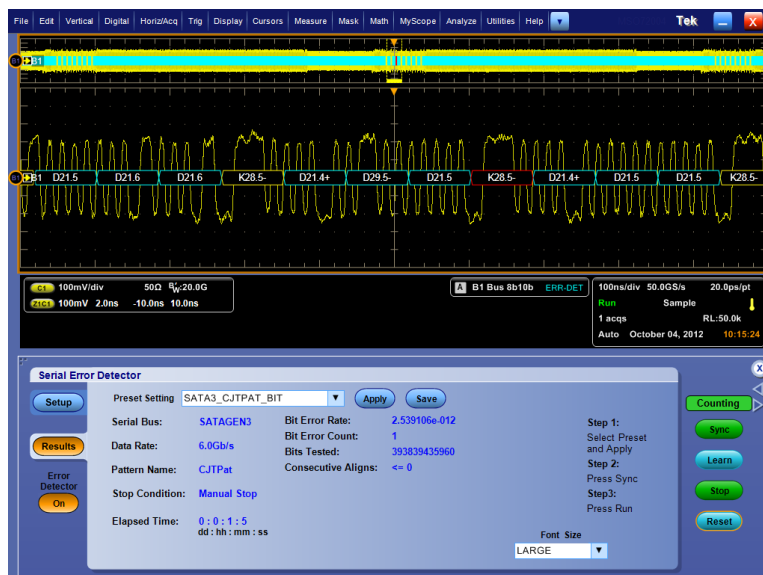 File Edit Vertical Digital Horiz/Acq Trig Display Cursors Measure Mask Math MyScope Analyze Utilities Help Tek X
B1
B1 D21.5 D21.6 D21.6 K28.5- D21.4+ D29.5- D21.5 K28.5- D21.4+ D21.5 D21.5 K28.5-
C1 100mV/div 50Ω BW:20.0G
Z1C1 100mV 2.0ns -10.0ns 10.0ns
A B1 Bus 8b10b ERR-DET
100ns/div 50.0GS/s 20.0ps/pt
Run Sample
1 acqs RL:50.0k
Auto October 04, 2012 10:15:24
Serial Error Detector
X
Setup
Results
Error
Detector
On
Preset Setting SATA3_CJTPAT_BIT Apply Save
Serial Bus: SATAGEN3
Data Rate: 6.0Gb/s
Pattern Name: CJTPat
Stop Condition: Manual Stop
Elapsed Time: 0 : 0 : 1 : 5
dd : hh : mm : ss
Bit Error Rate: 2.539106e-012
Bit Error Count: 1
Bits Tested: 393839435960
Consecutive Aligns: <= 0
Step 1:
Select Preset
and Apply
Step 2:
Press Sync
Step3:
Press Run
Font Size
LARGE
Counting
Sync
Learn
Stop
Reset